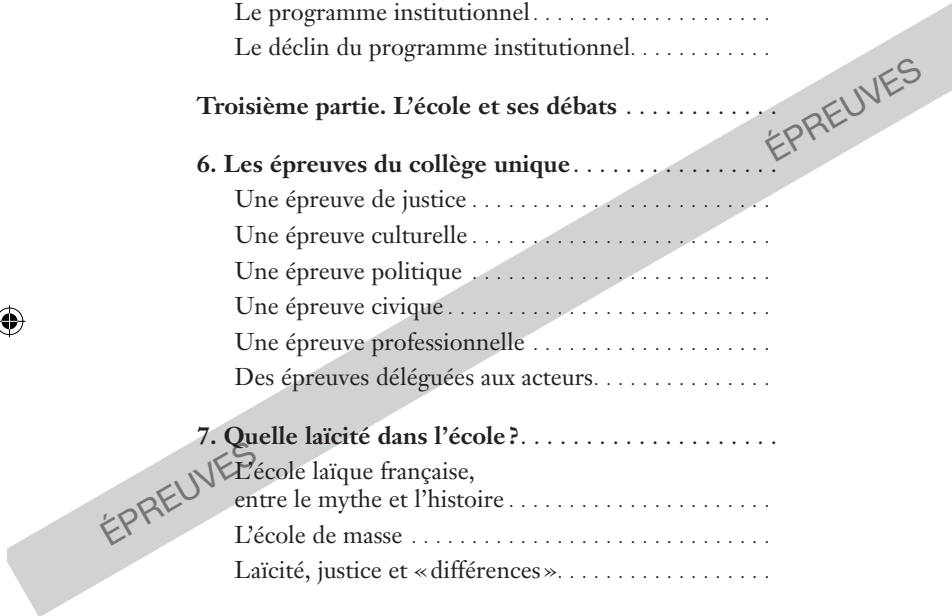 Le programme institutionnel. . . . . . . . . . . . . . . . . . . .
Le déclin du programme institutionnel. . . . . . . . . . . .
Troisième partie. L’école et ses débats . . . . . . . . . . . .
ÉPREUVES
6. Les épreuves du collège unique. . . . . . . . . . . . . . . .
Une épreuve de justice . . . . . . . . . . . . . . . . . . . . . . . . .
Une épreuve culturelle . . . . . . . . . . . . . . . . . . . . . . . . .
Une épreuve politique . . . . . . . . . . . . . . . . . . . . . . . . .
Une épreuve civique. . . . . . . . . . . . . . . . . . . . . . . . . . .
Une épreuve professionnelle . . . . . . . . . . . . . . . . . . . .
Des épreuves déléguées aux acteurs. . . . . . . . . . . . . . .
7. Quelle laïcité dans l’école ?. . . . . . . . . . . . . . . . . . . .
ÉPREUVES
L’école laïque française,
entre le mythe et l’histoire . . . . . . . . . . . . . . . . . . . . . .
L’école de masse . . . . . . . . . . . . . . . . . . . . . . . . . . . . . .
Laïcité, justice et « différences ». . . . . . . . . . . . . . . . . .